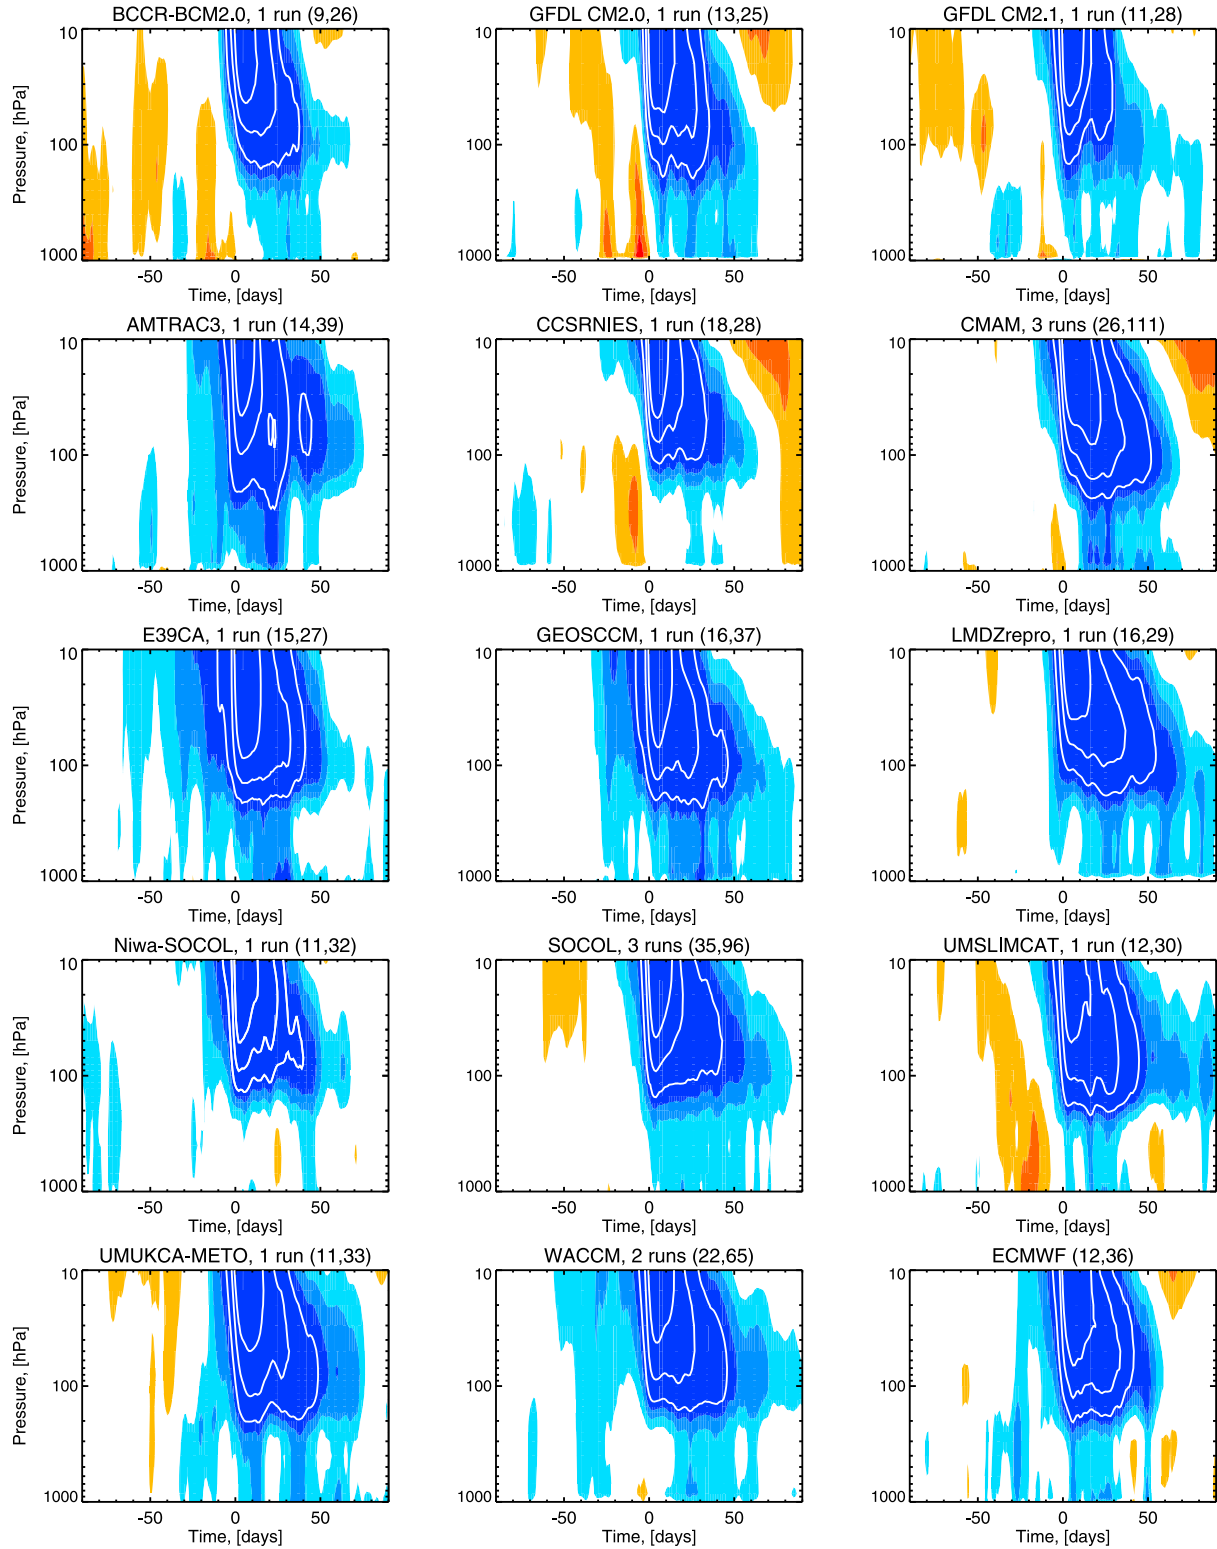 BCCR-BCM2.0, 1 run (9,26)
GFDL CM2.0, 1 run (13,25)
GFDL CM2.1, 1 run (11,28)
Pressure, [hPa]
10
100
1000
10
100
1000
10
100
1000
-50 0 50
-50 0 50
-50 0 50
Time, [days]
Time, [days]
Time, [days]
AMTRAC3, 1 run (14,39)
CCSRNIES, 1 run (18,28)
CMAM, 3 runs (26,111)
Pressure, [hPa]
10
100
1000
10
100
1000
10
100
1000
-50 0 50
-50 0 50
-50 0 50
Time, [days]
Time, [days]
Time, [days]
E39CA, 1 run (15,27)
GEOSCCM, 1 run (16,37)
LMDZrepro, 1 run (16,29)
Pressure, [hPa]
10
100
1000
10
100
1000
10
100
1000
-50 0 50
-50 0 50
-50 0 50
Time, [days]
Time, [days]
Time, [days]
Niwa-SOCOL, 1 run (11,32)
SOCOL, 3 runs (35,96)
UMSLIMCAT, 1 run (12,30)
Pressure, [hPa]
10
100
1000
10
100
1000
10
100
1000
-50 0 50
-50 0 50
-50 0 50
Time, [days]
Time, [days]
Time, [days]
UMUKCA-METO, 1 run (11,33)
WACCM, 2 runs (22,65)
ECMWF (12,36)
Pressure, [hPa]
10
100
1000
10
100
1000
10
100
1000
-50 0 50
-50 0 50
-50 0 50
Time, [days]
Time, [days]
Time, [days]